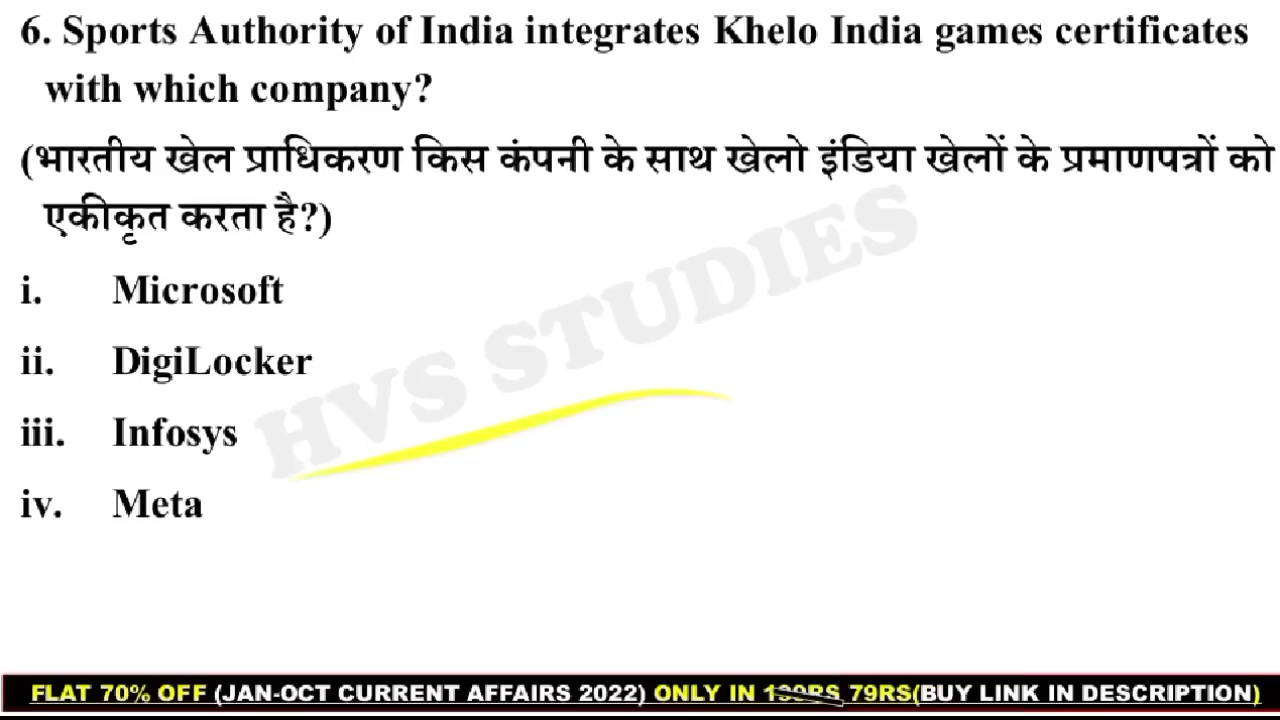 6. Sports Authority of India integrates Khelo India games certificates
with which company?
(भारतीय खेल प्राधिकरण किस कंपनी के साथ खेलो इंडिया खेलों के प्रमाणपत्रों को
एकीकृत करता है?)
i. Microsoft
ii. DigiLocker
iii. Infosys
iv. Meta
HVS STUDIES
FLAT 70% OFF (JAN-OCT CURRENT AFFAIRS 2022) ONLY IN 79RS(BUY LINK IN DESCRIPTION)